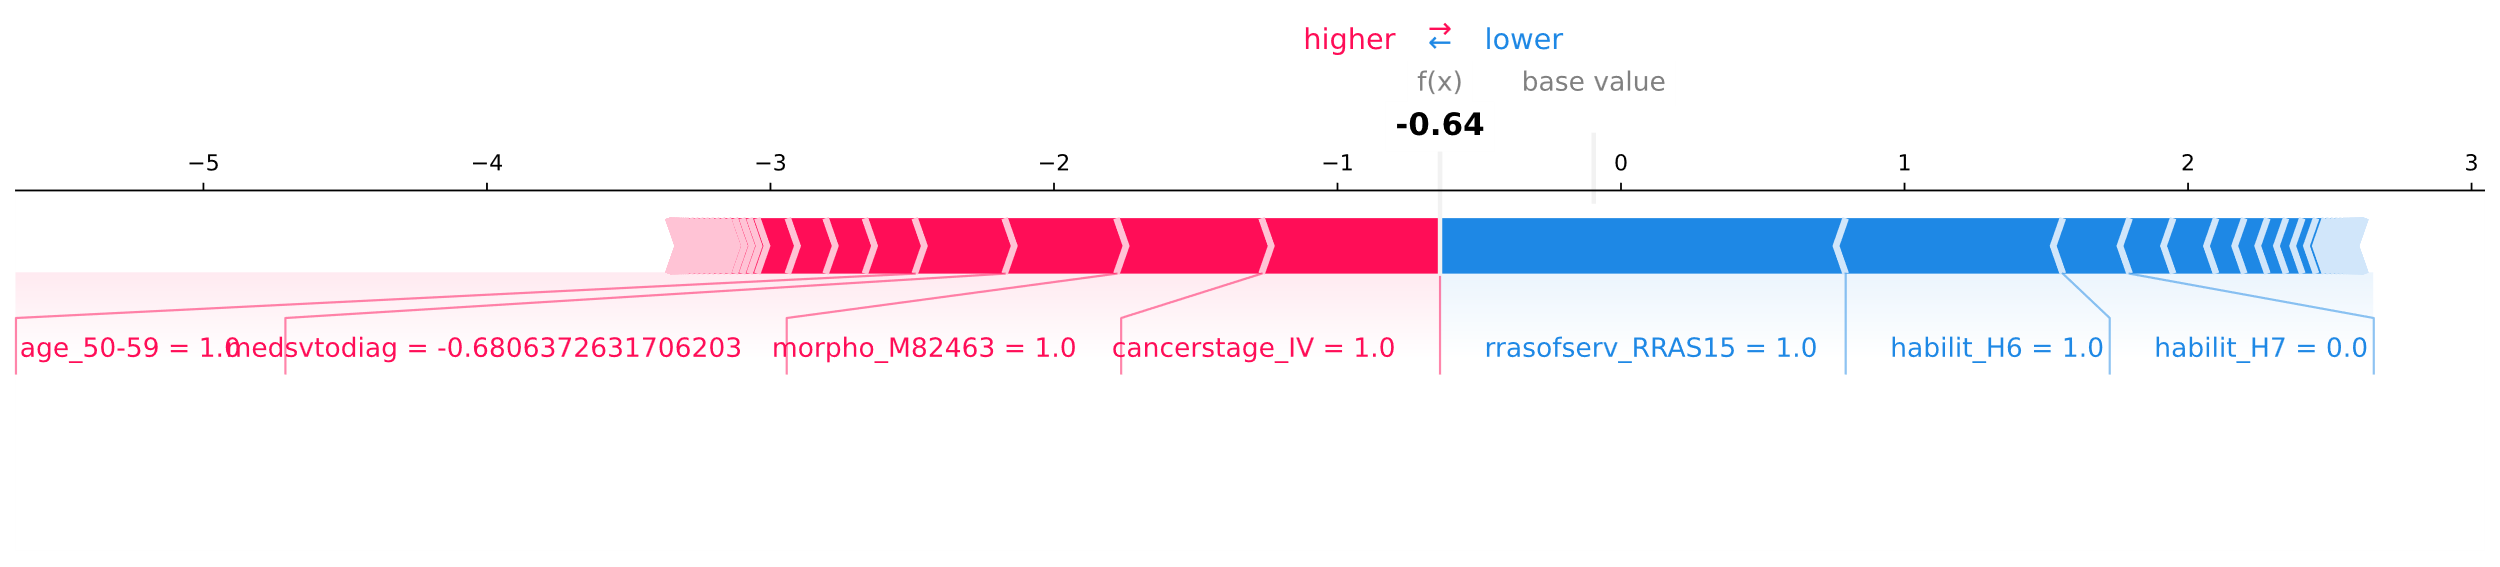 higher ⇄ lower
f(x) base value
-0.64
−5 −4 −3 −2 −1 0 1 2 3
age_50-59 = 1.0 medsvtodiag = -0.6806372631706203 morpho_M82463 = 1.0 cancerstage_IV = 1.0 rrasofserv_RRAS15 = 1.0 habilit_H6 = 1.0 habilit_H7 = 0.0